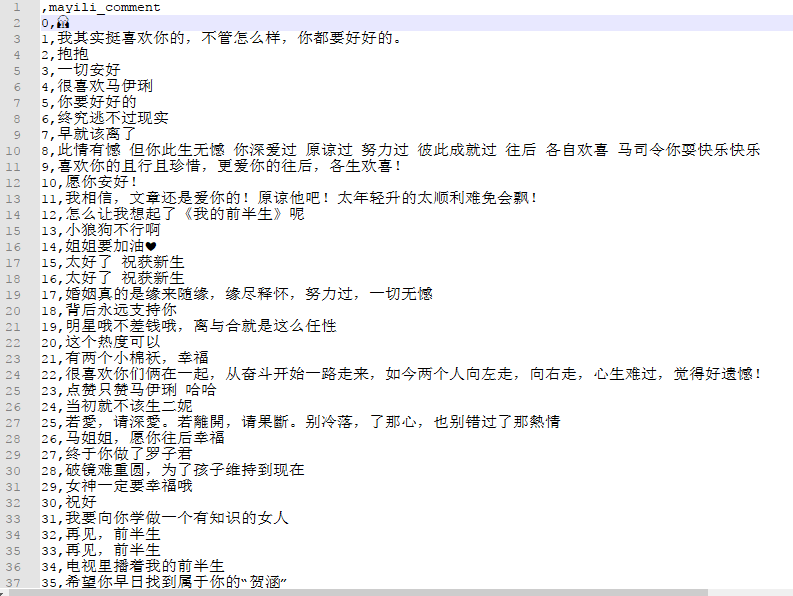 1 ,mayili_comment
2 0,🎧
3 1,我其实挺喜欢你的，不管怎么样，你都要好好的。
4 2,抱抱
5 3,一切安好
6 4,很喜欢马伊琍
7 5,你要好好的
8 6,终究逃不过现实
9 7,早就该离了
10 8,此情有憾 但你此生无憾 你深爱过 原谅过 努力过 彼此成就过 往后 各自欢喜 马司令你要快乐快乐
11 9,喜欢你的且行且珍惜，更爱你的往后，各生欢喜！
12 10,愿你安好！
13 11,我相信，文章还是爱你的！原谅他吧！太年轻升的太顺利难免会飘！
14 12,怎么让我想起了《我的前半生》呢
15 13,小狼狗不行啊
16 14,姐姐要加油❤
17 15,太好了 祝获新生
18 16,太好了 祝获新生
19 17,婚姻真的是缘来随缘，缘尽释怀，努力过，一切无憾
20 18,背后永远支持你
21 19,明星哦不差钱哦，离与合就是这么任性
22 20,这个热度可以
23 21,有两个小棉袄，幸福
24 22,很喜欢你们俩在一起，从奋斗开始一路走来，如今两个人向左走，向右走，心生难过，觉得好遗憾！
25 23,点赞只赞马伊琍 哈哈
26 24,当初就不该生二妮
27 25,若愛，请深愛。若離開，请果斷。别冷落，了那心，也别错过了那熱情
28 26,马姐姐，愿你往后幸福
29 27,终于你做了罗子君
30 28,破镜难重圆，为了孩子维持到现在
31 29,女神一定要幸福哦
32 30,祝好
33 31,我要向你学做一个有知识的女人
34 32,再见，前半生
35 33,再见，前半生
36 34,电视里播着我的前半生
37 35,希望你早日找到属于你的“贺涵”